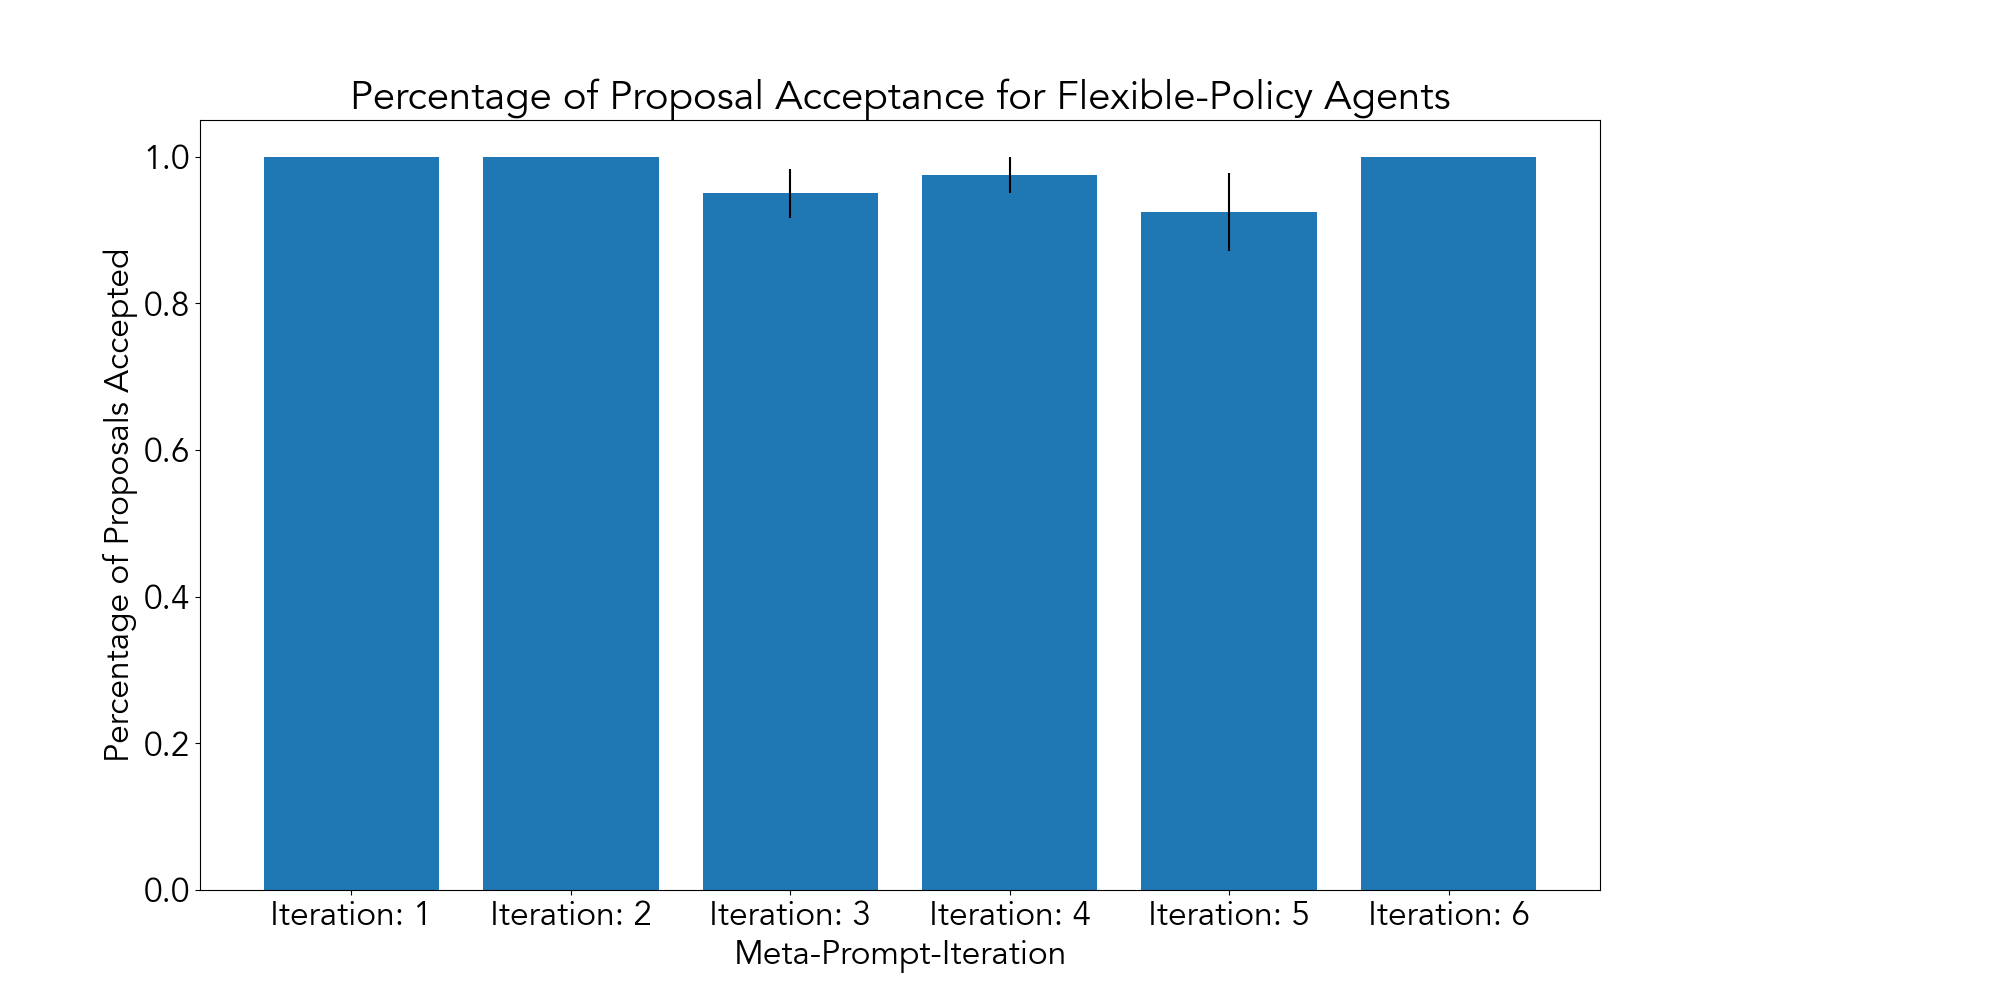 Percentage of Proposal Acceptance for Flexible-Policy Agents
Percentage of Proposals Accepted
1.0
0.8
0.6
0.4
0.2
0.0
Iteration: 1 Iteration: 2 Iteration: 3 Iteration: 4 Iteration: 5 Iteration: 6
Meta-Prompt-Iteration